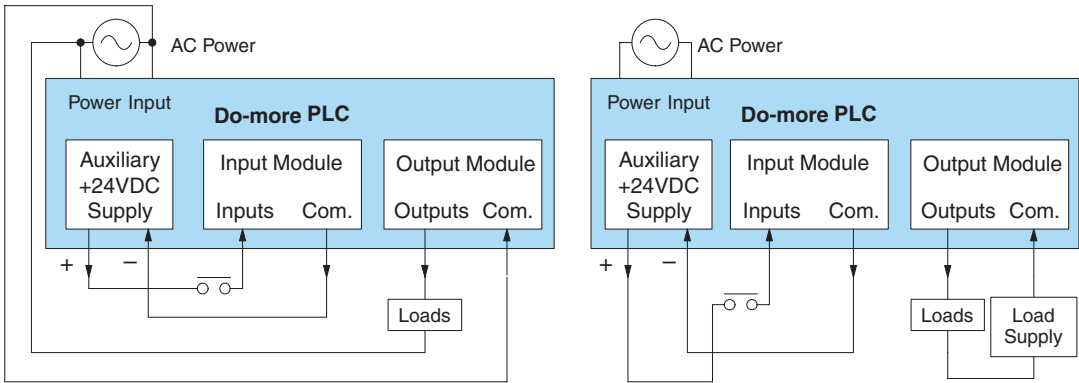 AC Power
Power Input
Do-more PLC
Auxiliary
+24VDC
Supply
Input Module
Inputs Com.
Output Module
Outputs Com.
+ –
Loads
AC Power
Power Input
Do-more PLC
Auxiliary
+24VDC
Supply
Input Module
Inputs Com.
Output Module
Outputs Com.
+ –
Loads
Load
Supply